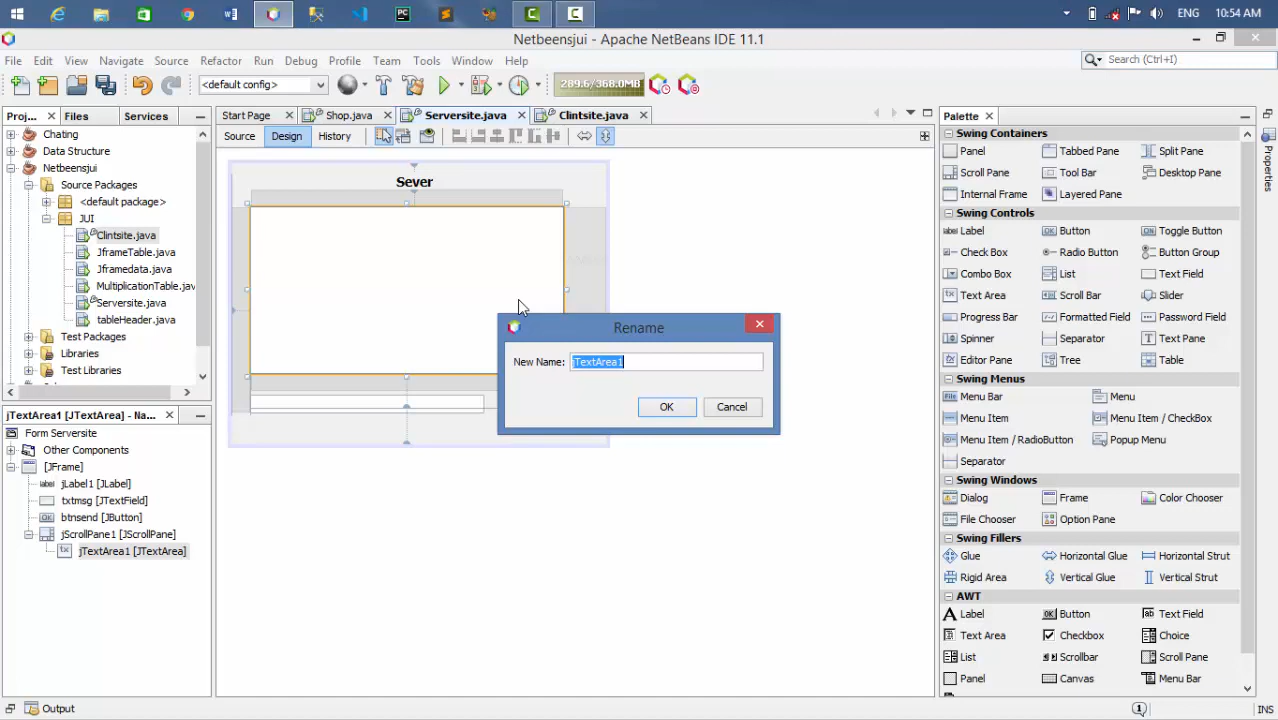 ENG
10:54 AM
Netbeensjui - Apache NetBeans IDE 11.1
File Edit View Navigate Source Refactor Run Debug Profile Team Tools Window Help
Search (Ctrl+I)
<default config>
289.6/368.0MB
Proj... Files Services
Start Page Shop.java Serversite.java Clintsite.java
Palette
Source Design History
Chating
Data Structure
Netbeensjui
Source Packages
<default package>
JUI
Clintsite.java
JframeTable.java
Jframedata.java
MultiplicationTable.java
Serversite.java
tableHeader.java
Test Packages
Libraries
Test Libraries
jTextArea1 [JTextArea] - Na...
Form Serversite
Other Components
[JFrame]
jLabel1 [JLabel]
txtmsg [JTextField]
btnsend [JButton]
jScrollPane1 [JScrollPane]
jTextArea1 [JTextArea]
Output
Sever
Rename
New Name: jTextArea1
OK Cancel
Swing Containers
Panel Tabbed Pane Split Pane
Scroll Pane Tool Bar Desktop Pane
Internal Frame Layered Pane
Swing Controls
Label Button Toggle Button
Check Box Radio Button Button Group
Combo Box List Text Field
Text Area Scroll Bar Slider
Progress Bar Formatted Field Password Field
Spinner Separator Text Pane
Editor Pane Tree Table
Swing Menus
Menu Bar Menu
Menu Item Menu Item / CheckBox
Menu Item / RadioButton Popup Menu
Separator
Swing Windows
Dialog Frame Color Chooser
File Chooser Option Pane
Swing Fillers
Glue Horizontal Glue Horizontal Strut
Rigid Area Vertical Glue Vertical Strut
AWT
Label Button Text Field
Text Area Checkbox Choice
List Scrollbar Scroll Pane
Panel Canvas Menu Bar
1
INS
Properties